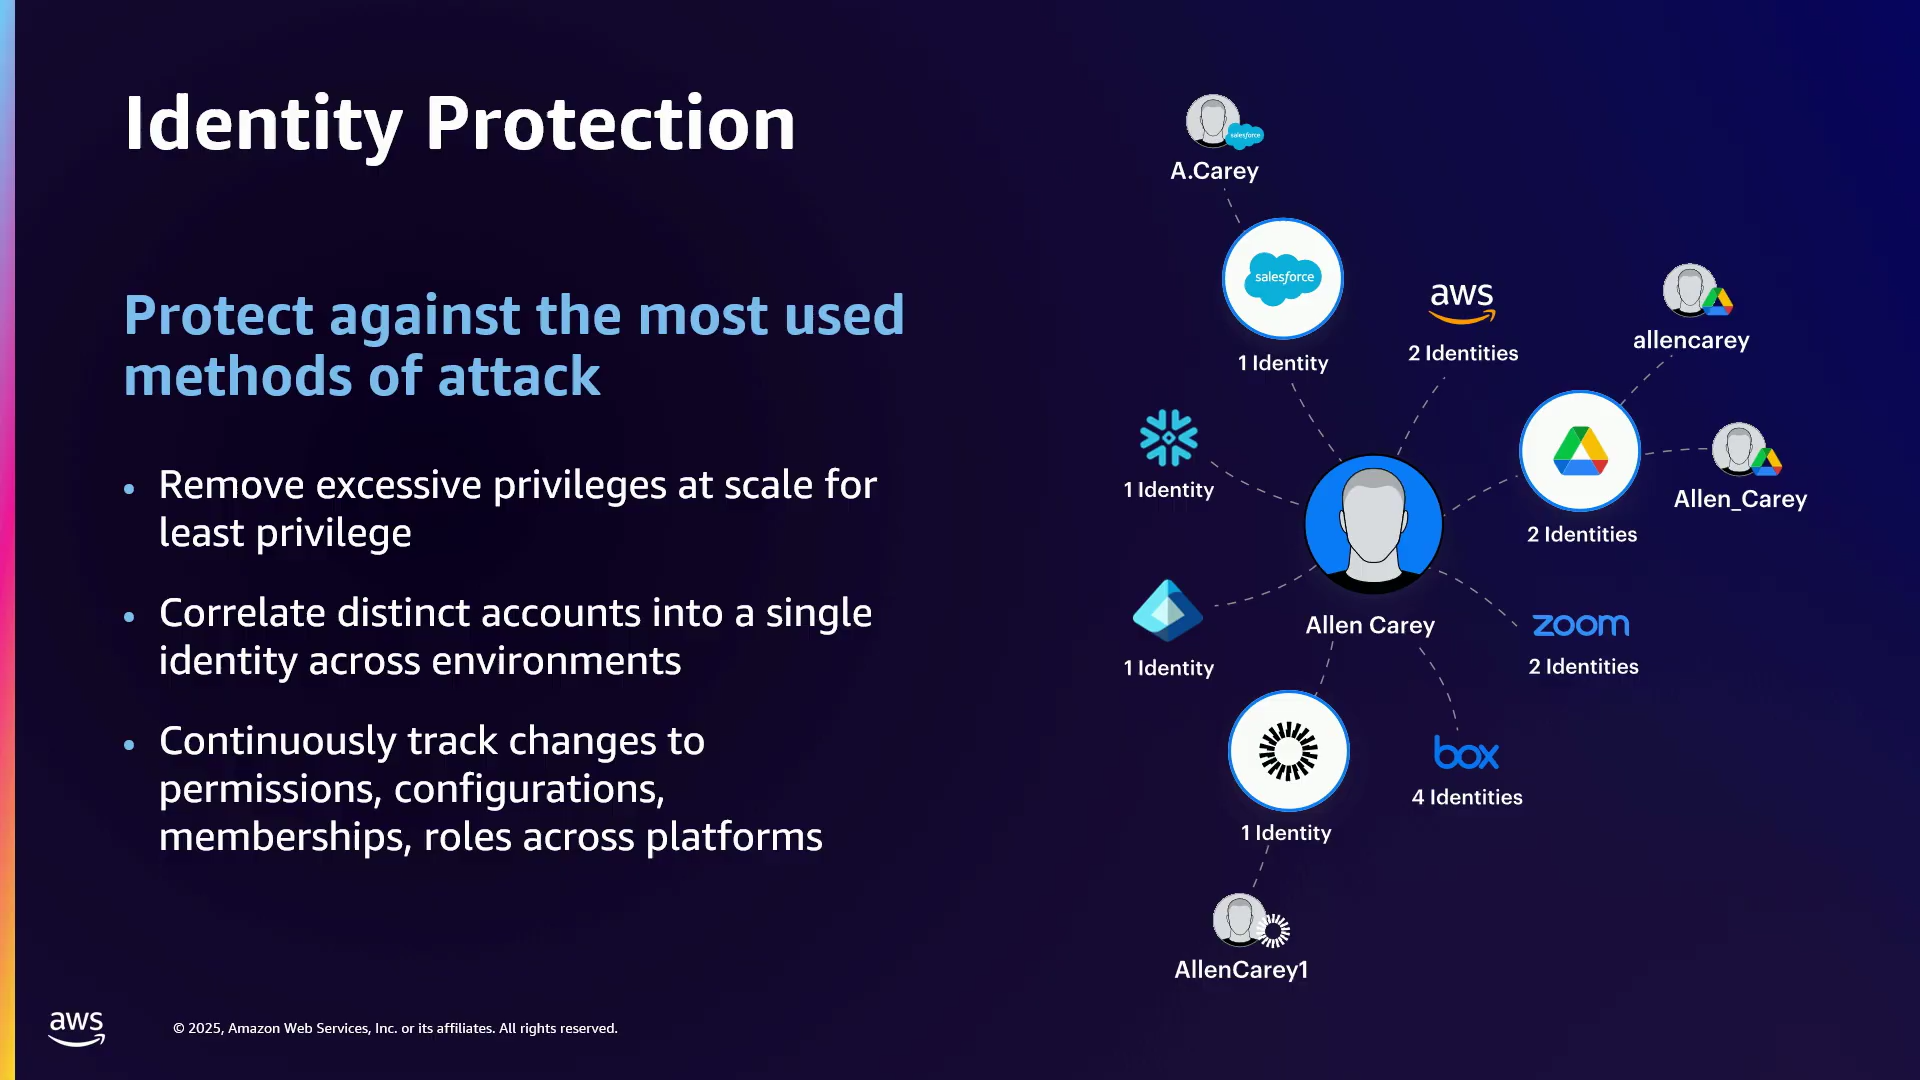 Identity Protection
Protect against the most used
methods of attack
• Remove excessive privileges at scale for
least privilege
• Correlate distinct accounts into a single
identity across environments
• Continuously track changes to
permissions, configurations,
memberships, roles across platforms
salesforce
A.Carey
salesforce
1 Identity
aws
2 Identities
allencarey
Allen_Carey
2 Identities
1 Identity
Allen Carey
1 Identity
zoom
2 Identities
box
4 Identities
1 Identity
AllenCarey1
aws
© 2025, Amazon Web Services, Inc. or its affiliates. All rights reserved.